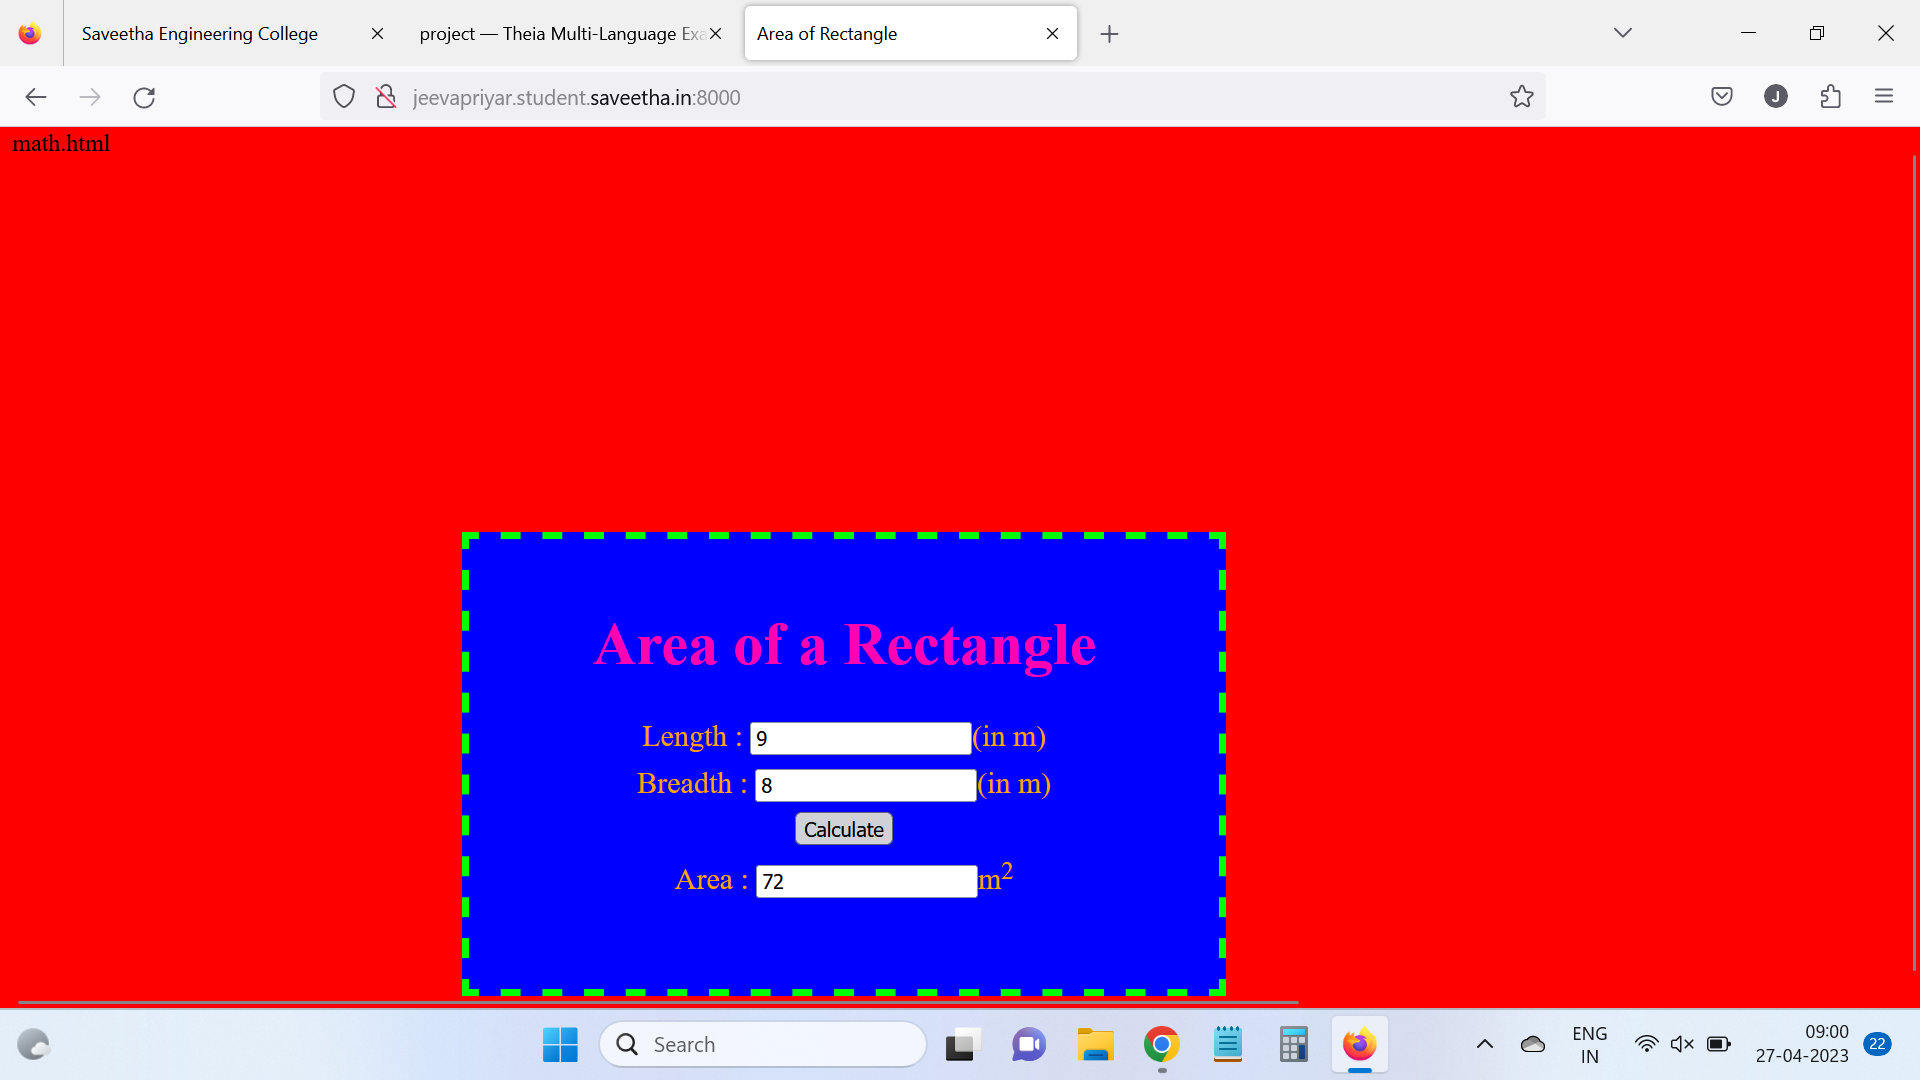 Saveetha Engineering College
project — Theia Multi-Language Exa
Area of Rectangle
jeevapriyar.student.saveetha.in:8000
J
math.html
Area of a Rectangle
Length : 9 (in m)
Breadth : 8 (in m)
Calculate
Area : 72 m²
Search
ENG
IN
09:00
27-04-2023
22